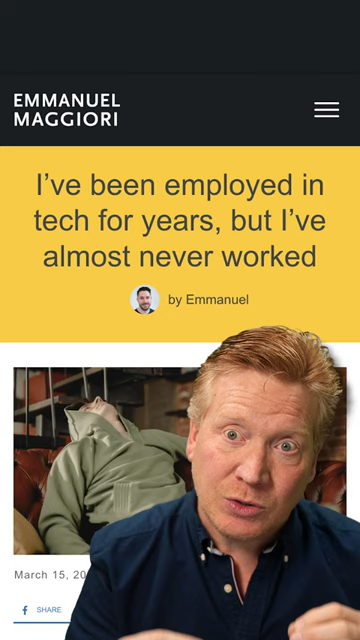 EMMANUEL
MAGGIORI
I've been employed in
tech for years, but I've
almost never worked
by Emmanuel
March 15, 20
SHARE